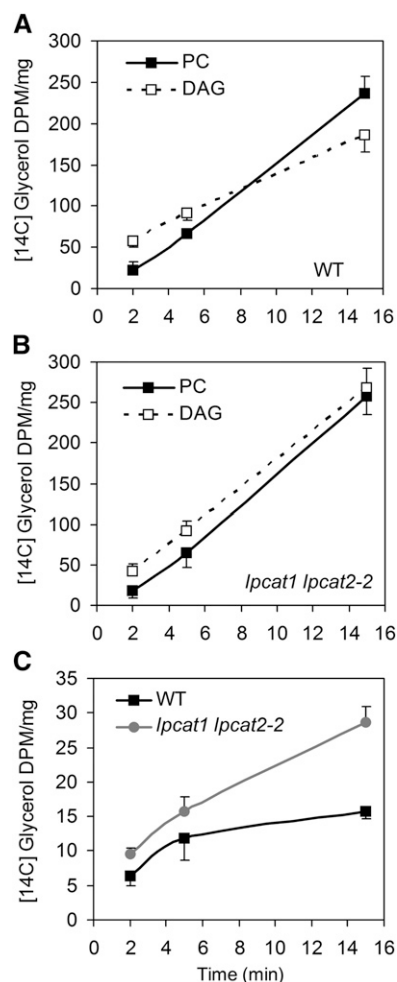 A
300
250
200
150
100
50
0
[14C] Glycerol DPM/mg
PC
DAG
WT
0 2 4 6 8 10 12 14 16
B
300
250
200
150
100
50
0
[14C] Glycerol DPM/mg
PC
DAG
lpcat1 lpcat2-2
0 2 4 6 8 10 12 14 16
C
35
30
25
20
15
10
5
0
[14C] Glycerol DPM/mg
WT
lpcat1 lpcat2-2
0 2 4 6 8 10 12 14 16
Time (min)